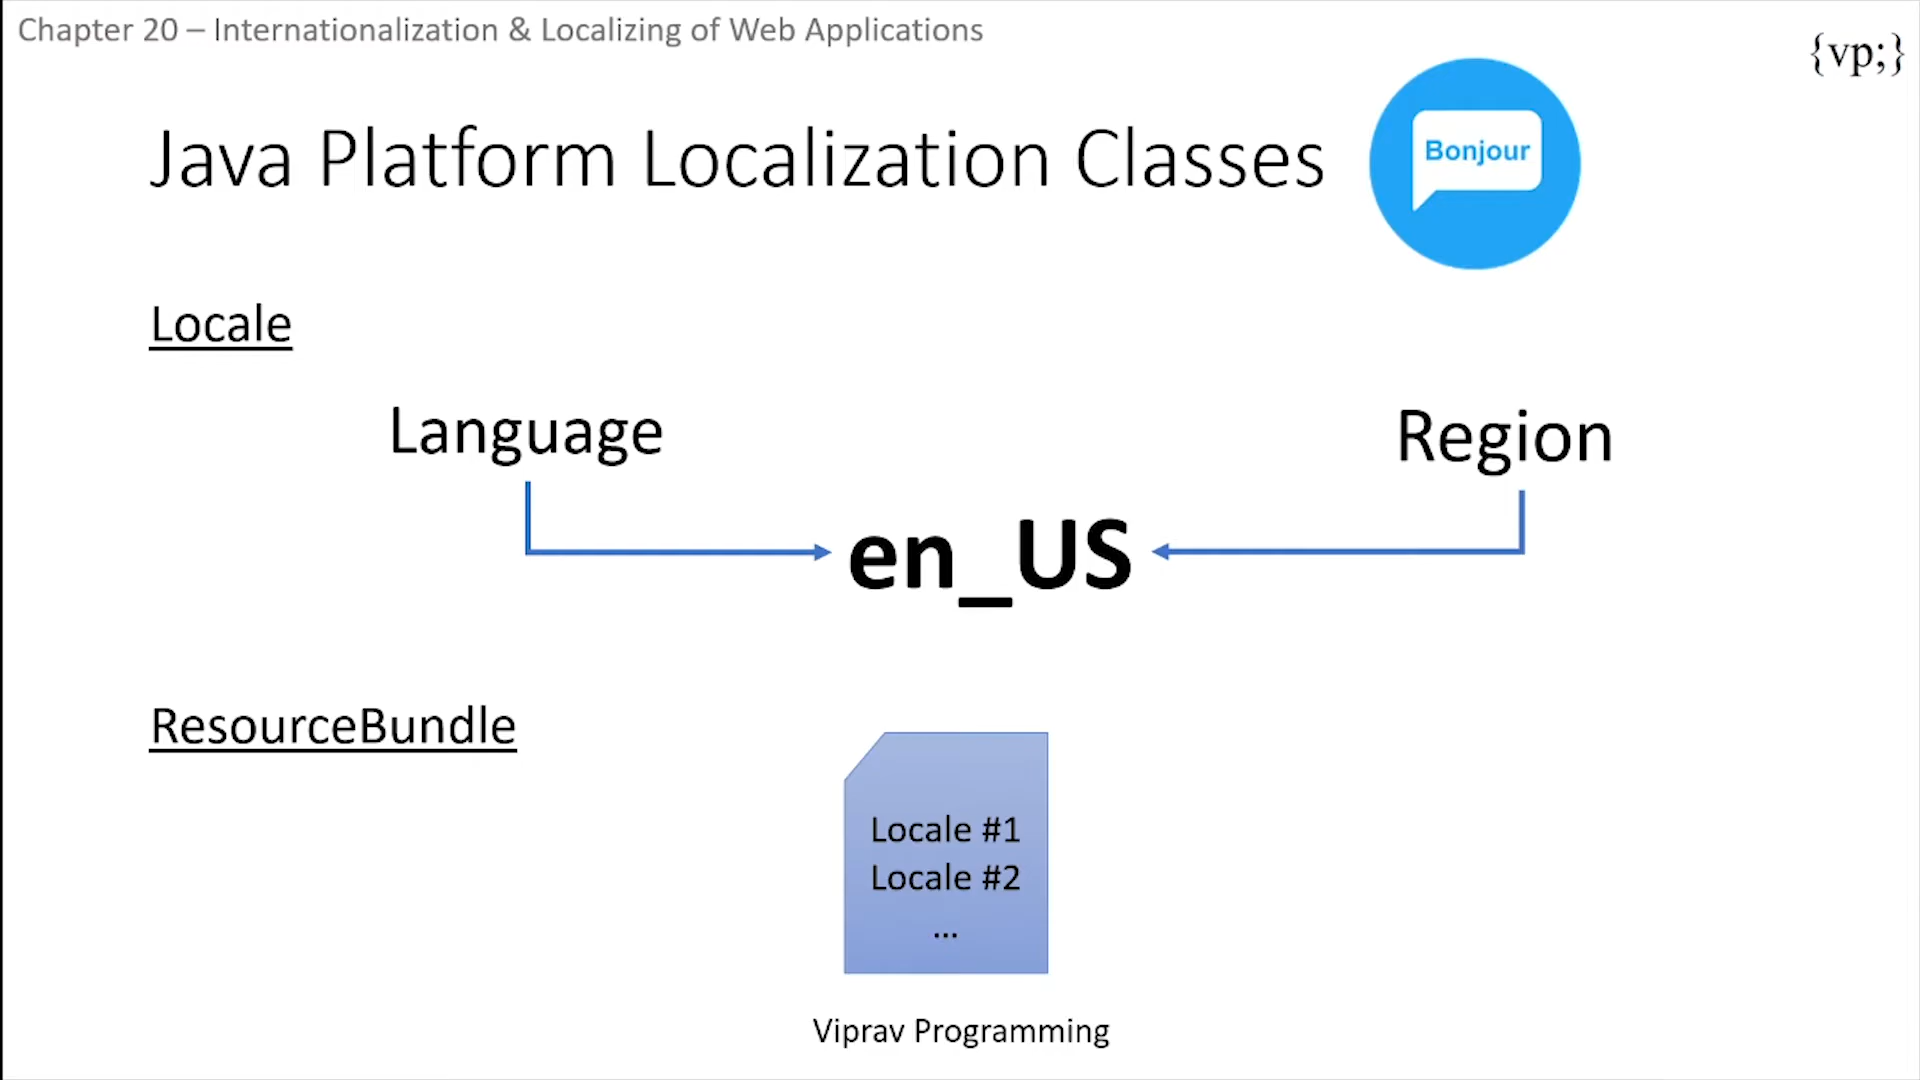 Chapter 20 – Internationalization & Localizing of Web Applications
{vp;}
Java Platform Localization Classes
Bonjour
Locale
Language
Region
en_US
ResourceBundle
Locale #1
Locale #2
...
Viprav Programming